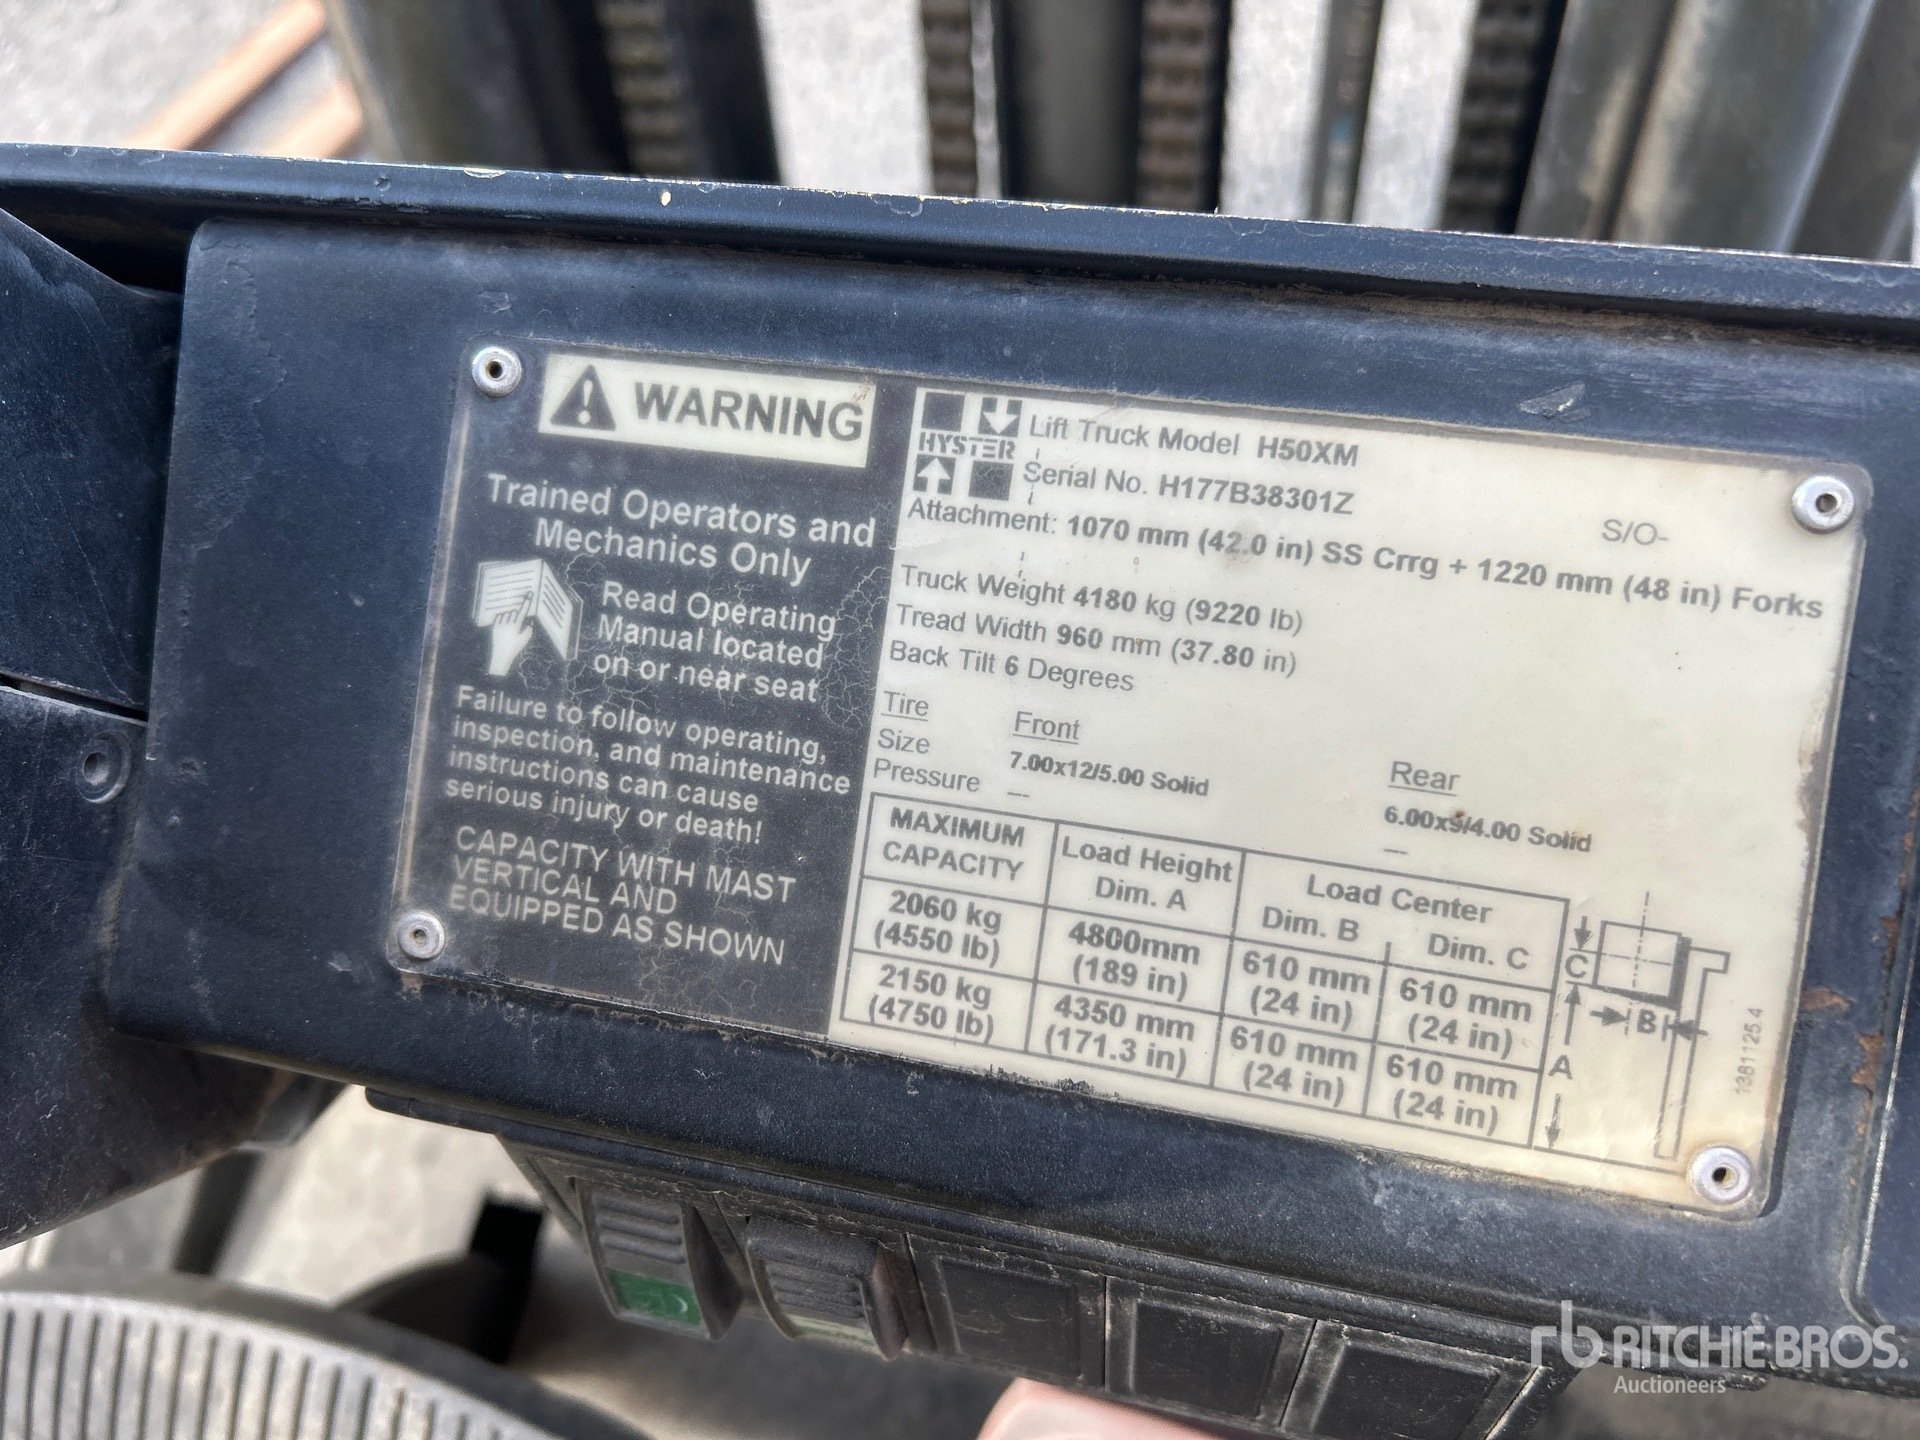 WARNING
Trained Operators and
Mechanics Only
Read Operating
Manual located
on or near seat
Failure to follow operating,
inspection, and maintenance
instructions can cause
serious injury or death!
CAPACITY WITH MAST
VERTICAL AND
EQUIPPED AS SHOWN
HYSTER
Lift Truck Model H50XM
Serial No. H177B38301Z
S/O-
Attachment: 1070 mm (42.0 in) SS Crrg + 1220 mm (48 in) Forks
Truck Weight 4180 kg (9220 lb)
Tread Width 960 mm (37.80 in)
Back Tilt 6 Degrees
Tire Front Rear
Size 7.00x12/5.00 Solid 6.00x9/4.00 Solid
Pressure — —
MAXIMUM
CAPACITY
Load Height
Dim. A
Load Center
Dim. B Dim. C
2060 kg
(4550 lb)
4800mm
(189 in)
610 mm
(24 in)
610 mm
(24 in)
2150 kg
(4750 lb)
4350 mm
(171.3 in)
610 mm
(24 in)
610 mm
(24 in)
C
B
A
1381125.4
rb RITCHIE BROS.
Auctioneers